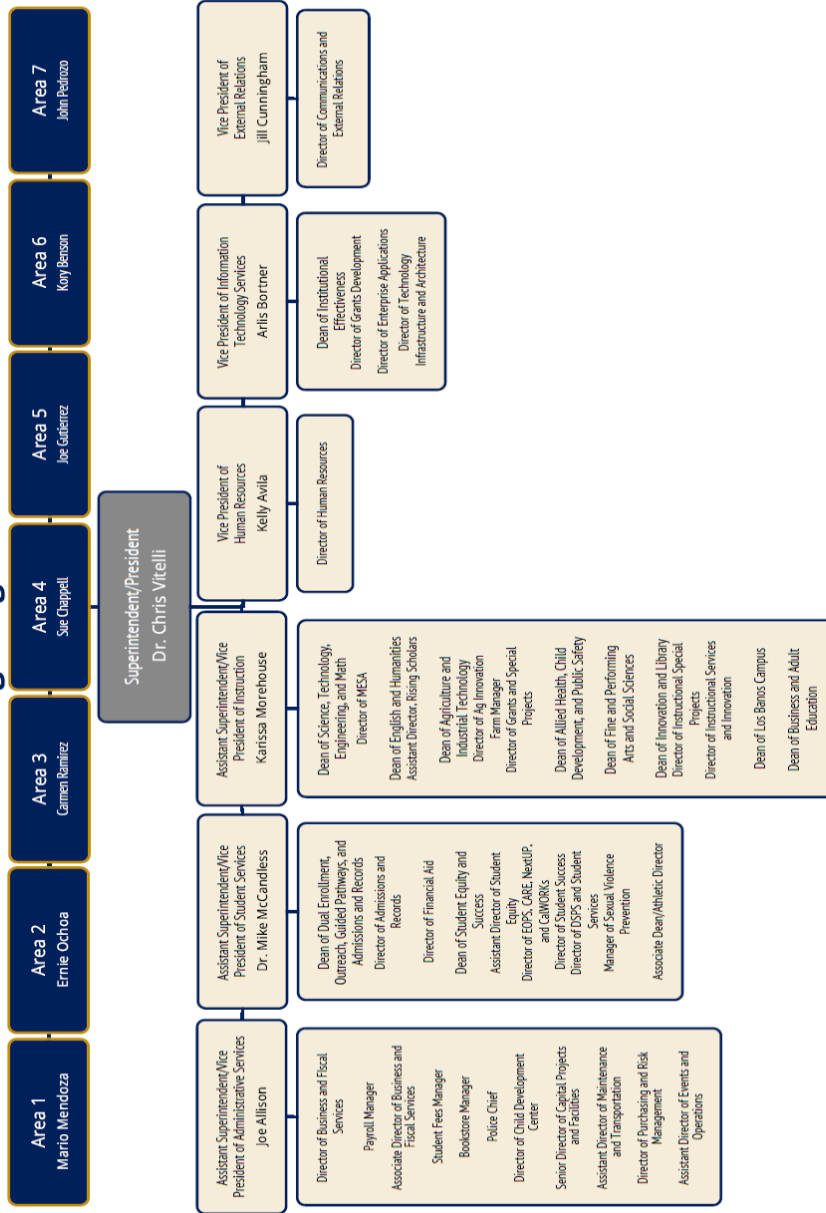 Area 1
Mario Mendoza
Area 2
Ernie Ochoa
Area 3
Carmen Ramirez
Area 4
Sue Chappell
Area 5
Joe Gutierrez
Area 6
Kory Benson
Area 7
John Pedrozo
Superintendent/President
Dr. Chris Vitelli
Assistant Superintendent/Vice
President of Administrative Services
Joe Allison
Director of Business and Fiscal
Services
Payroll Manager
Associate Director of Business and
Fiscal Services
Student Fees Manager
Bookstore Manager
Police Chief
Director of Child Development
Center
Senior Director of Capital Projects
and Facilities
Assistant Director of Maintenance
and Transportation
Director of Purchasing and Risk
Management
Assistant Director of Events and
Operations
Assistant Superintendent/Vice
President of Student Services
Dr. Mike McCandless
Dean of Dual Enrollment,
Outreach, Guided Pathways, and
Admissions and Records
Director of Admissions and
Records
Director of Financial Aid
Dean of Student Equity and
Success
Assistant Director of Student
Equity
Director of EOPS, CARE, NextUP,
and CalWORKs
Director of Student Success
Director of DSPS and Student
Services
Manager of Sexual Violence
Prevention
Associate Dean/Athletic Director
Assistant Superintendent/Vice
President of Instruction
Karissa Morehouse
Dean of Science, Technology,
Engineering, and Math
Director of MESA
Dean of English and Humanities
Assistant Director, Rising Scholars
Dean of Agriculture and
Industrial Technology
Director of Ag Innovation
Farm Manager
Director of Grants and Special
Projects
Dean of Allied Health, Child
Development, and Public Safety
Dean of Fine and Performing
Arts and Social Sciences
Dean of Innovation and Library
Director of Instructional Special
Projects
Director of Instructional Services
and Innovation
Dean of Los Banos Campus
Dean of Business and Adult
Education
Vice President of
Human Resources
Kelly Avila
Director of Human Resources
Vice President of Information
Technology Services
Arlis Bortner
Dean of Institutional
Effectiveness
Director of Grants Development
Director of Enterprise Applications
Director of Technology
Infrastructure and Architecture
Vice President of
External Relations
Jill Cunningham
Director of Communications and
External Relations